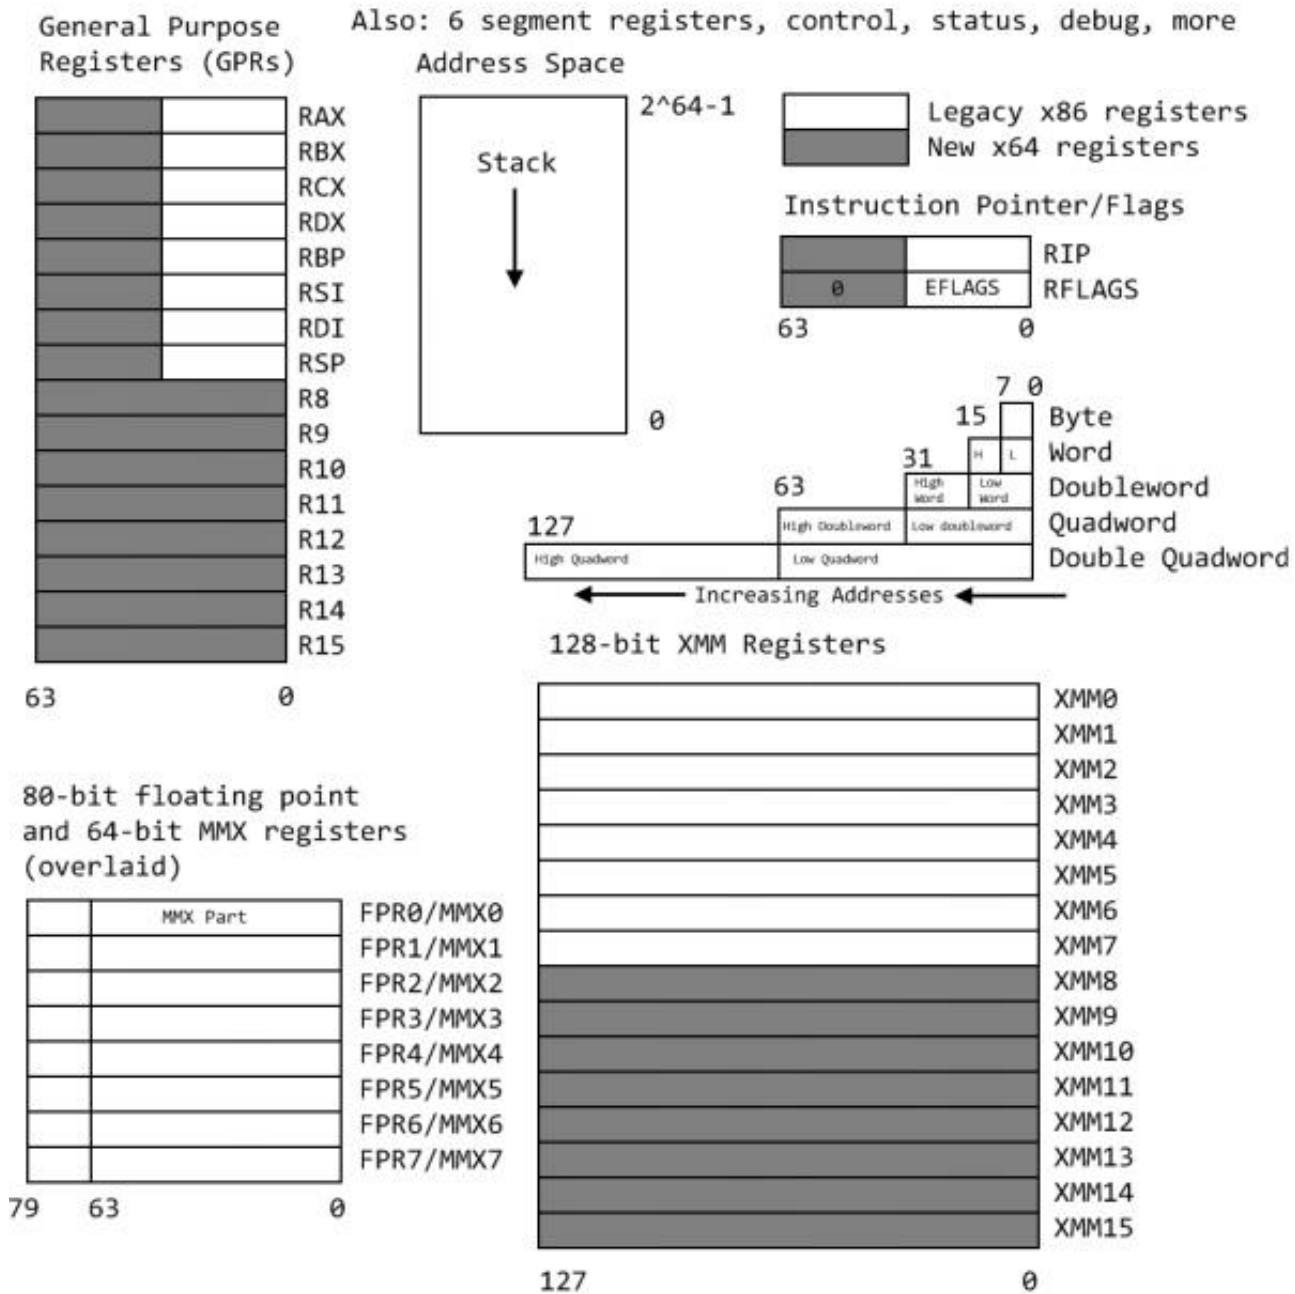 General Purpose
Registers (GPRs)
Also: 6 segment registers, control, status, debug, more
RAX
RBX
RCX
RDX
RBP
RSI
RDI
RSP
R8
R9
R10
R11
R12
R13
R14
R15
63 0
Address Space
2^64-1
Stack
0
Legacy x86 registers
New x64 registers
Instruction Pointer/Flags
RIP
0 EFLAGS RFLAGS
63 0
7 0
Byte
15
H L Word
31
High Word Low Word Doubleword
63
High Doubleword Low doubleword Quadword
127
High Quadword Low Quadword Double Quadword
Increasing Addresses
80-bit floating point
and 64-bit MMX registers
(overlaid)
MMX Part FPR0/MMX0
FPR1/MMX1
FPR2/MMX2
FPR3/MMX3
FPR4/MMX4
FPR5/MMX5
FPR6/MMX6
FPR7/MMX7
79 63 0
128-bit XMM Registers
XMM0
XMM1
XMM2
XMM3
XMM4
XMM5
XMM6
XMM7
XMM8
XMM9
XMM10
XMM11
XMM12
XMM13
XMM14
XMM15
127 0